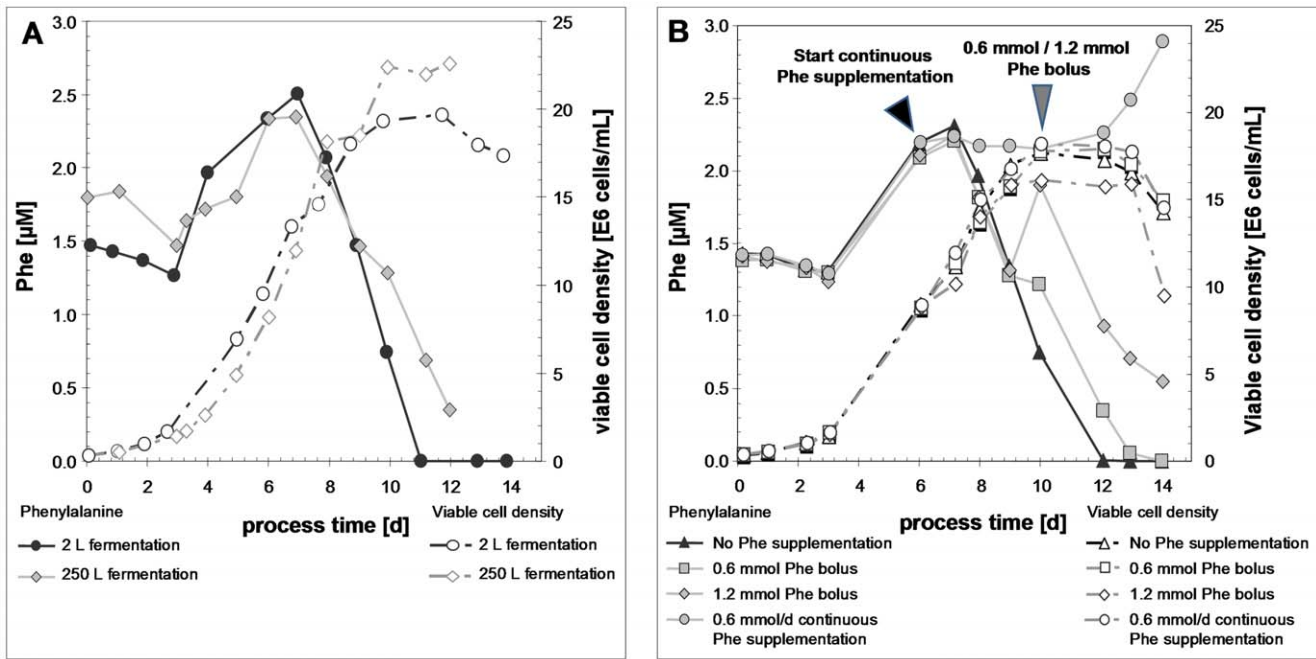 A
3.0
2.5
2.0
1.5
1.0
0.5
0.0
Phe [µM]
25
20
15
10
5
0
viable cell density [E6 cells/mL]
0 2 4 6 8 10 12 14
process time [d]
Phenylalanine
Viable cell density
2 L fermentation
2 L fermentation
250 L fermentation
250 L fermentation
B
3.0
2.5
2.0
1.5
1.0
0.5
0.0
Phe [µM]
Start continuous
Phe supplementation
0.6 mmol / 1.2 mmol
Phe bolus
25
20
15
10
5
0
Viable cell density [E6 cells/mL]
0 2 4 6 8 10 12 14
process time [d]
Phenylalanine
Viable cell density
No Phe supplementation
No Phe supplementation
0.6 mmol Phe bolus
0.6 mmol Phe bolus
1.2 mmol Phe bolus
1.2 mmol Phe bolus
0.6 mmol/d continuous
Phe supplementation
0.6 mmol/d continuous
Phe supplementation